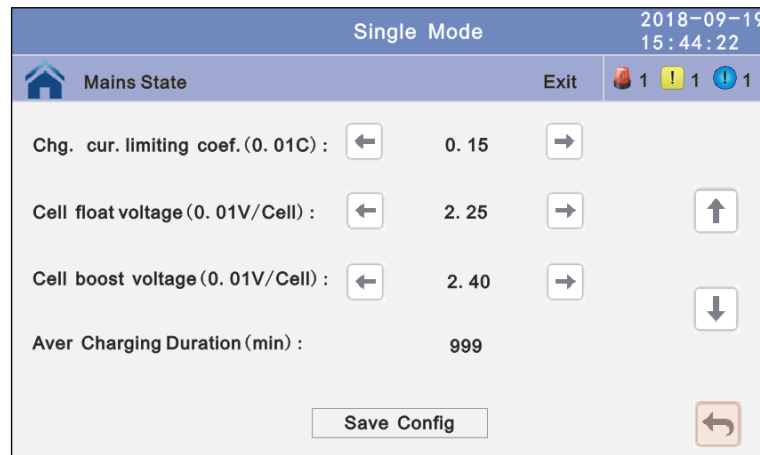 Single Mode
2018-09-19
15:44:22
Mains State
Exit
1
! 1
! 1
Chg. cur. limiting coef.(0.01C): 0.15
Cell float voltage(0.01V/Cell): 2.25
Cell boost voltage(0.01V/Cell): 2.40
Aver Charging Duration(min): 999
Save Config